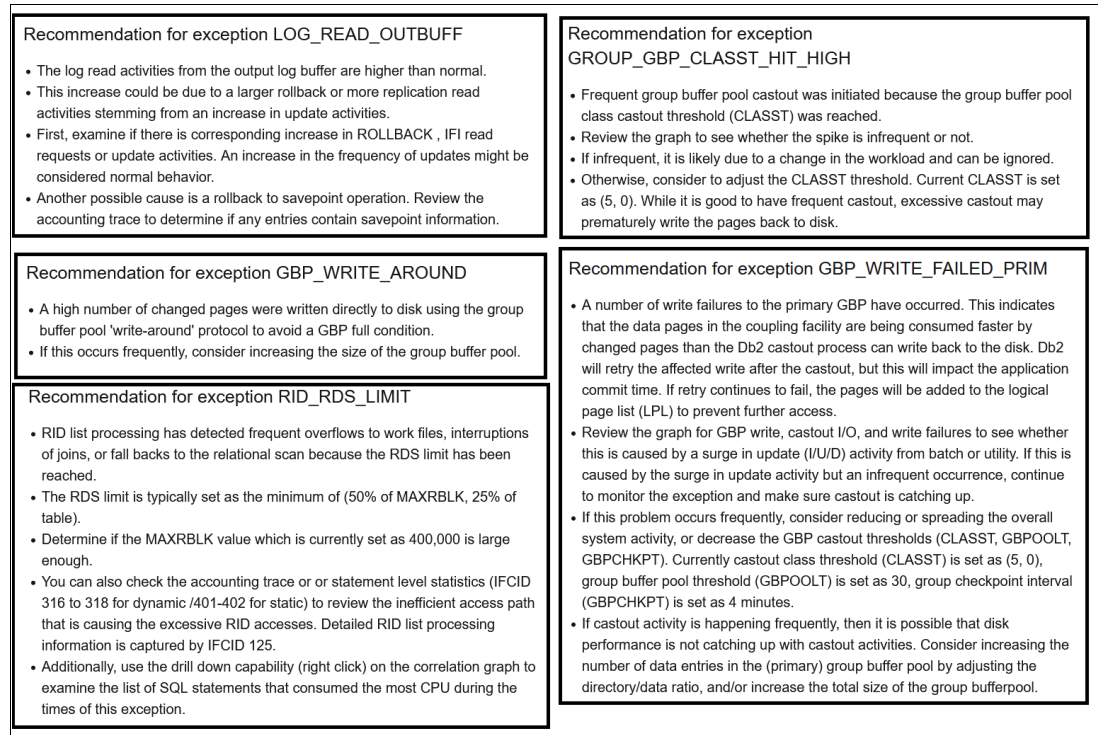 Recommendation for exception LOG_READ_OUTBUFF
• The log read activities from the output log buffer are higher than normal.
• This increase could be due to a larger rollback or more replication read
activities stemming from an increase in update activities.
• First, examine if there is corresponding increase in ROLLBACK , IFI read
requests or update activities. An increase in the frequency of updates might be
considered normal behavior.
• Another possible cause is a rollback to savepoint operation. Review the
accounting trace to determine if any entries contain savepoint information.
Recommendation for exception GBP_WRITE_AROUND
• A high number of changed pages were written directly to disk using the group
buffer pool 'write-around' protocol to avoid a GBP full condition.
• If this occurs frequently, consider increasing the size of the group buffer pool.
Recommendation for exception RID_RDS_LIMIT
• RID list processing has detected frequent overflows to work files, interruptions
of joins, or fall backs to the relational scan because the RDS limit has been
reached.
• The RDS limit is typically set as the minimum of (50% of MAXRBLK, 25% of
table).
• Determine if the MAXRBLK value which is currently set as 400,000 is large
enough.
• You can also check the accounting trace or or statement level statistics (IFCID
316 to 318 for dynamic /401-402 for static) to review the inefficient access path
that is causing the excessive RID accesses. Detailed RID list processing
information is captured by IFCID 125.
• Additionally, use the drill down capability (right click) on the correlation graph to
examine the list of SQL statements that consumed the most CPU during the
times of this exception.
Recommendation for exception
GROUP_GBP_CLASST_HIT_HIGH
• Frequent group buffer pool castout was initiated because the group buffer pool
class castout threshold (CLASST) was reached.
• Review the graph to see whether the spike is infrequent or not.
• If infrequent, it is likely due to a change in the workload and can be ignored.
• Otherwise, consider to adjust the CLASST threshold. Current CLASST is set
as (5, 0). While it is good to have frequent castout, excessive castout may
prematurely write the pages back to disk.
Recommendation for exception GBP_WRITE_FAILED_PRIM
• A number of write failures to the primary GBP have occurred. This indicates
that the data pages in the coupling facility are being consumed faster by
changed pages than the Db2 castout process can write back to the disk. Db2
will retry the affected write after the castout, but this will impact the application
commit time. If retry continues to fail, the pages will be added to the logical
page list (LPL) to prevent further access.
• Review the graph for GBP write, castout I/O, and write failures to see whether
this is caused by a surge in update (I/U/D) activity from batch or utility. If this is
caused by the surge in update activity but an infrequent occurrence, continue
to monitor the exception and make sure castout is catching up.
• If this problem occurs frequently, consider reducing or spreading the overall
system activity, or decrease the GBP castout thresholds (CLASST, GBPOOLT,
GBPCHKPT). Currently castout class threshold (CLASST) is set as (5, 0),
group buffer pool threshold (GBPOOLT) is set as 30, group checkpoint interval
(GBPCHKPT) is set as 4 minutes.
• If castout activity is happening frequently, then it is possible that disk
performance is not catching up with castout activities. Consider increasing the
number of data entries in the (primary) group buffer pool by adjusting the
directory/data ratio, and/or increase the total size of the group bufferpool.